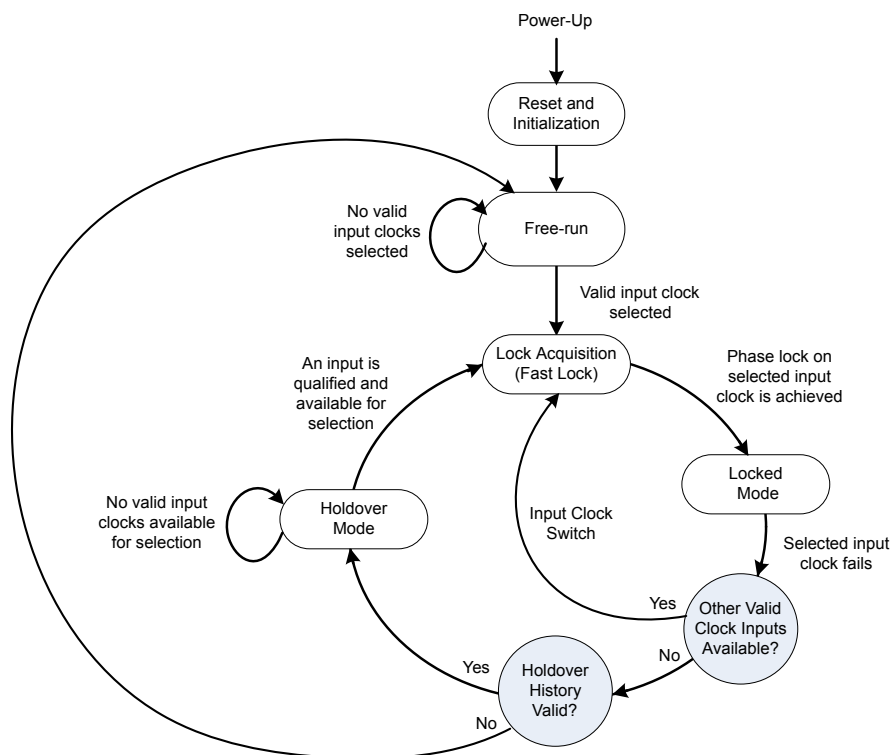 Power-Up
Reset and
Initialization
No valid
input clocks
selected
Free-run
Valid input clock
selected
An input is
qualified and
available for
selection
Lock Acquisition
(Fast Lock)
Phase lock on
selected input
clock is achieved
No valid input
clocks available
for selection
Holdover
Mode
Input Clock
Switch
Locked
Mode
Selected input
clock fails
Yes
Other Valid
Clock Inputs
Available?
No
Yes
Holdover
History
Valid?
No